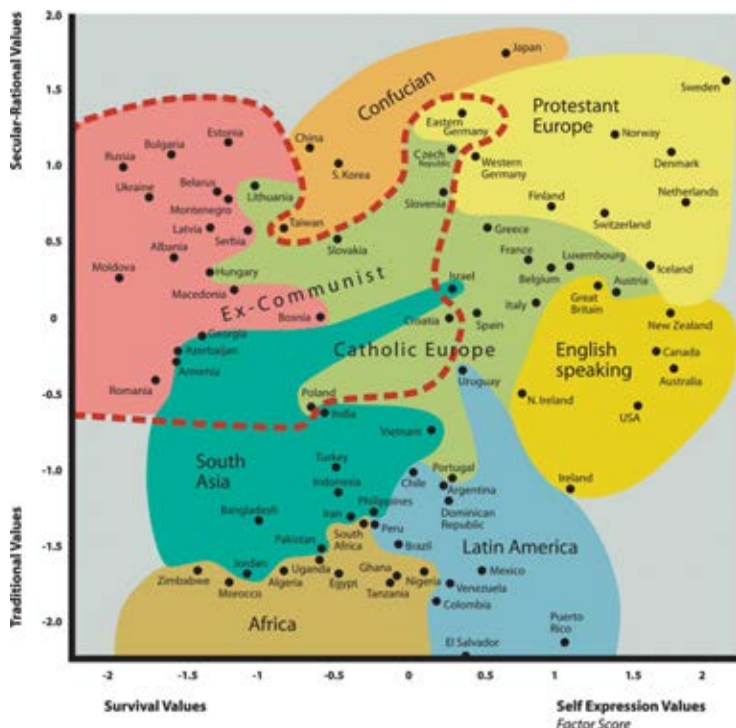 Secular-Rational Values
Traditional Values
2.0
1.5
1.0
0.5
0
-0.5
-1.0
-1.5
-2.0
Japan
Confucian
Sweden
Protestant
Europe
Eastern
Germany
Norway
Estonia
Bulgaria
China
Czech
Republic
Western
Germany
Denmark
Russia
S. Korea
Belarus
Lithuania
Ukraine
Montenegro
Slovenia
Finland
Netherlands
Switzerland
Latvia
Serbia
Taiwan
Slovakia
Greece
Albania
France
Luxembourg
Moldova
Hungary
Israel
Belgium
Iceland
Macedonia
Ex-Communist
Austria
Great
Britain
Italy
Bosnia
Croatia
Spain
New Zealand
Georgia
Azerbaijan
Armenia
Catholic Europe
English
speaking
Canada
Australia
Romania
Uruguay
Poland
India
N. Ireland
USA
Vietnam
South
Asia
Turkey
Chile
Portugal
Ireland
Indonesia
Argentina
Philippines
Dominican
Republic
Bangladesh
Iran
South
Africa
Peru
Brazil
Latin America
Pakistan
Jordan
Uganda
Ghana
Mexico
Zimbabwe
Morocco
Algeria
Egypt
Tanzania
Nigeria
Venezuela
Colombia
Africa
El Salvador
Puerto
Rico
-2
-1.5
-1
-0.5
0
0.5
1
1.5
2
Survival Values
Self Expression Values
Factor Score